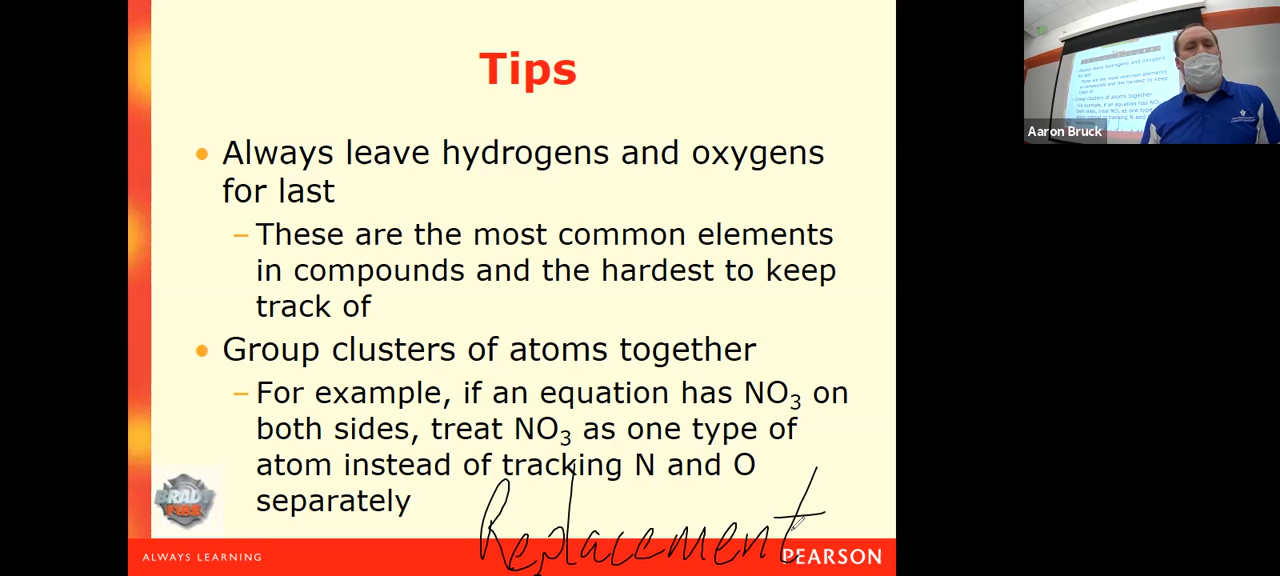 Tips
• Always leave hydrogens and oxygens
for last
– These are the most common elements
in compounds and the hardest to keep
track of
• Group clusters of atoms together
– For example, if an equation has NO₃ on
both sides, treat NO₃ as one type of
atom instead of tracking N and O
separately
Replacement
BRADY
FIRE
ALWAYS LEARNING
PEARSON
Aaron Bruck